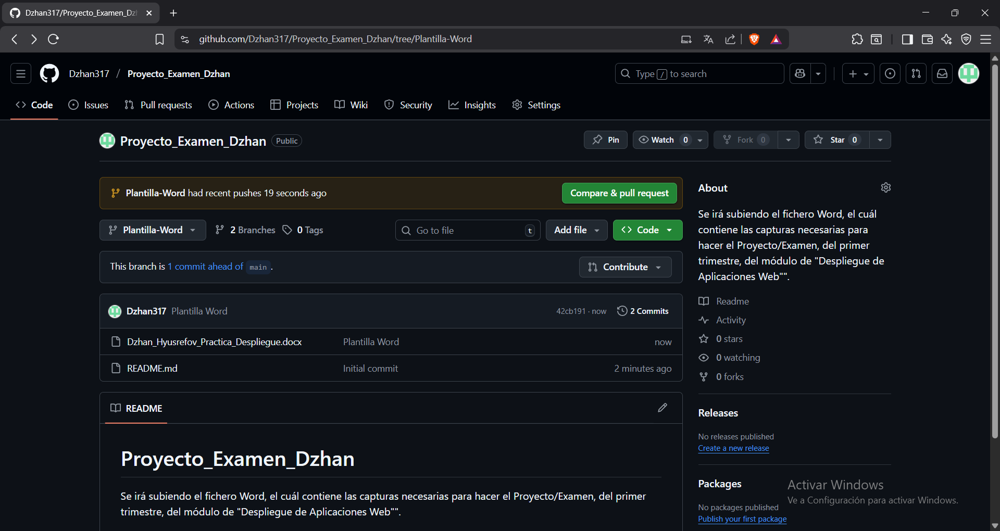 Dzhan317/Proyecto_Examen_Dz
github.com/Dzhan317/Proyecto_Examen_Dzhan/tree/Plantilla-Word
Dzhan317 / Proyecto_Examen_Dzhan
Type / to search
Code
Issues
Pull requests
Actions
Projects
Wiki
Security
Insights
Settings
Proyecto_Examen_Dzhan Public
Pin
Watch 0
Fork 0
Star 0
Plantilla-Word had recent pushes 19 seconds ago
Compare & pull request
Plantilla-Word
2 Branches
0 Tags
Go to file t
Add file
Code
This branch is 1 commit ahead of main .
Contribute
Dzhan317 Plantilla Word
42cb191 · now
2 Commits
Dzhan_Hyusrefov_Practica_Despliegue.docx Plantilla Word now
README.md Initial commit 2 minutes ago
README
Proyecto_Examen_Dzhan
Se irá subiendo el fichero Word, el cuál contiene las capturas necesarias para hacer el Proyecto/Examen, del primer
trimestre, del módulo de "Despliegue de Aplicaciones Web"".
About
Se irá subiendo el fichero Word, el cuál
contiene las capturas necesarias para
hacer el Proyecto/Examen, del primer
trimestre, del módulo de "Despliegue de
Aplicaciones Web"".
Readme
Activity
0 stars
0 watching
0 forks
Releases
No releases published
Create a new release
Packages
No packages published
Publish your first package
Activar Windows
Ve a Configuración para activar Windows.